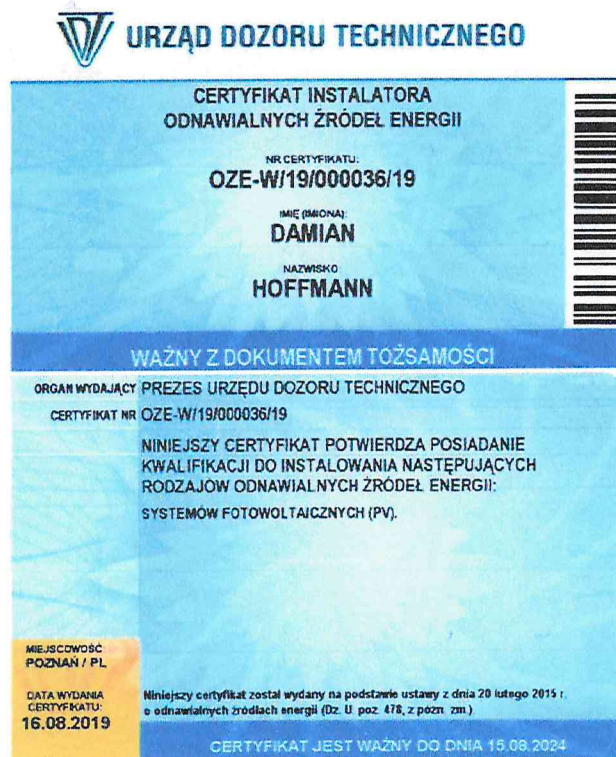 UDT URZĄD DOZORU TECHNICZNEGO
CERTYFIKAT INSTALATORA
ODNAWIALNYCH ŹRÓDEŁ ENERGII
NR CERTYFIKATU:
OZE-W/19/000036/19
IMIĘ (IMIONA):
DAMIAN
NAZWISKO
HOFFMANN
WAŻNY Z DOKUMENTEM TOŻSAMOŚCI
ORGAN WYDAJĄCY PREZES URZĘDU DOZORU TECHNICZNEGO
CERTYFIKAT NR OZE-W/19/000036/19
NINIEJSZY CERTYFIKAT POTWIERDZA POSIADANIE
KWALIFIKACJI DO INSTALOWANIA NASTĘPUJĄCYCH
RODZAJÓW ODNAWIALNYCH ŹRÓDEŁ ENERGII:
SYSTEMÓW FOTOWOLTAICZNYCH (PV).
MIEJSCOWOŚĆ
POZNAŃ / PL
DATA WYDANIA
CERTYFIKATU:
16.08.2019
Niniejszy certyfikat został wydany na podstawie ustawy z dnia 20 lutego 2015 r.
o odnawialnych źródłach energii (Dz. U. poz. 478, z późn. zm.)
CERTYFIKAT JEST WAŻNY DO DNIA 15.08.2024